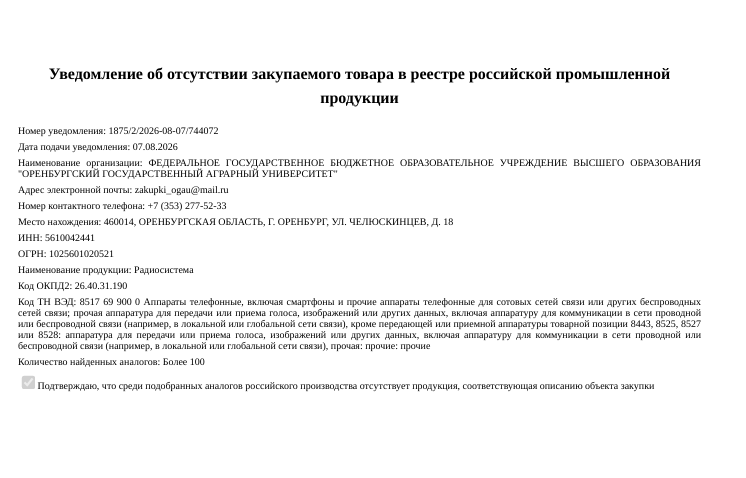 Уведомление об отсутствии закупаемого товара в реестре российской промышленной
продукции
Номер уведомления: 1875/2/2026-08-07/744072
Дата подачи уведомления: 07.08.2026
Наименование организации: ФЕДЕРАЛЬНОЕ ГОСУДАРСТВЕННОЕ БЮДЖЕТНОЕ ОБРАЗОВАТЕЛЬНОЕ УЧРЕЖДЕНИЕ ВЫСШЕГО ОБРАЗОВАНИЯ
"ОРЕНБУРГСКИЙ ГОСУДАРСТВЕННЫЙ АГРАРНЫЙ УНИВЕРСИТЕТ"
Адрес электронной почты: zakupki_ogau@mail.ru
Номер контактного телефона: +7 (353) 277-52-33
Место нахождения: 460014, ОРЕНБУРГСКАЯ ОБЛАСТЬ, Г. ОРЕНБУРГ, УЛ. ЧЕЛЮСКИНЦЕВ, Д. 18
ИНН: 5610042441
ОГРН: 1025601020521
Наименование продукции: Радиосистема
Код ОКПД2: 26.40.31.190
Код ТН ВЭД: 8517 69 900 0 Аппараты телефонные, включая смартфоны и прочие аппараты телефонные для сотовых сетей связи или других беспроводных
сетей связи; прочая аппаратура для передачи или приема голоса, изображений или других данных, включая аппаратуру для коммуникации в сети проводной
или беспроводной связи (например, в локальной или глобальной сети связи), кроме передающей или приемной аппаратуры товарной позиции 8443, 8525, 8527
или 8528: аппаратура для передачи или приема голоса, изображений или других данных, включая аппаратуру для коммуникации в сети проводной или
беспроводной связи (например, в локальной или глобальной сети связи), прочая: прочие: прочие
Количество найденных аналогов: Более 100
Подтверждаю, что среди подобранных аналогов российского производства отсутствует продукция, соответствующая описанию объекта закупки